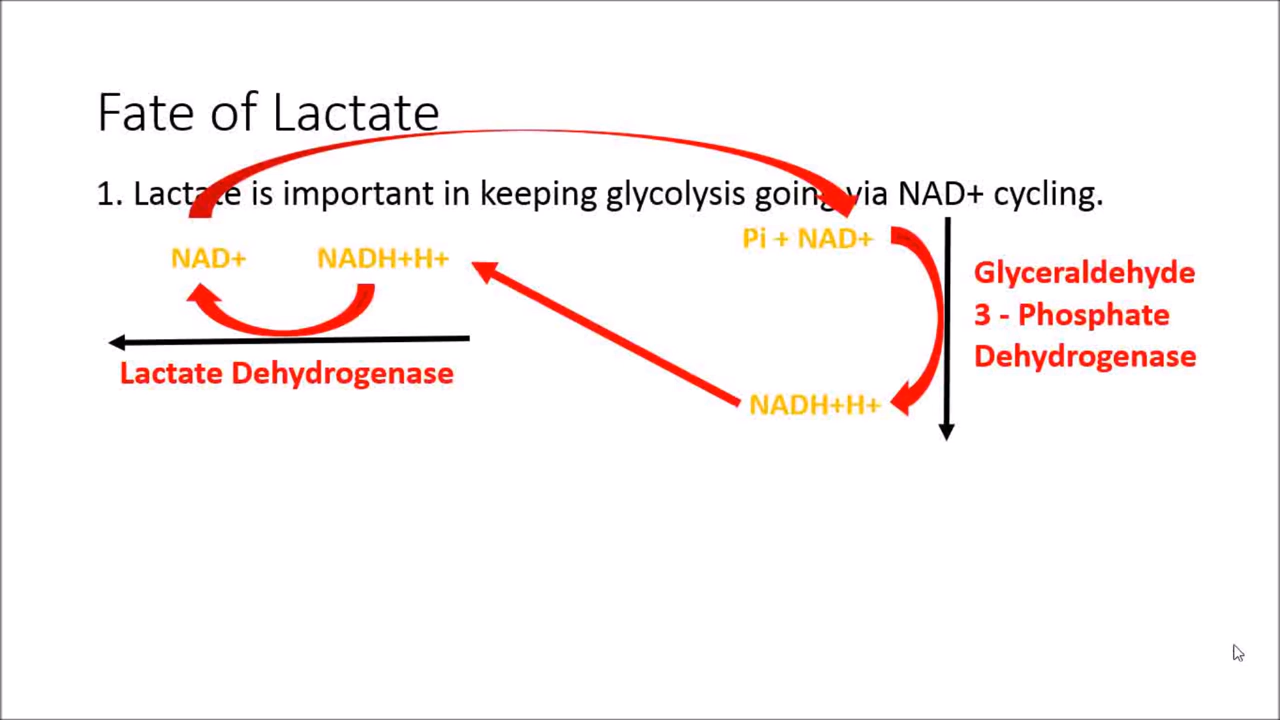 Fate of Lactate
1. Lactate is important in keeping glycolysis going via NAD+ cycling.
NAD+ NADH+H+
Lactate Dehydrogenase
Pi + NAD+
NADH+H+
Glyceraldehyde
3 - Phosphate
Dehydrogenase